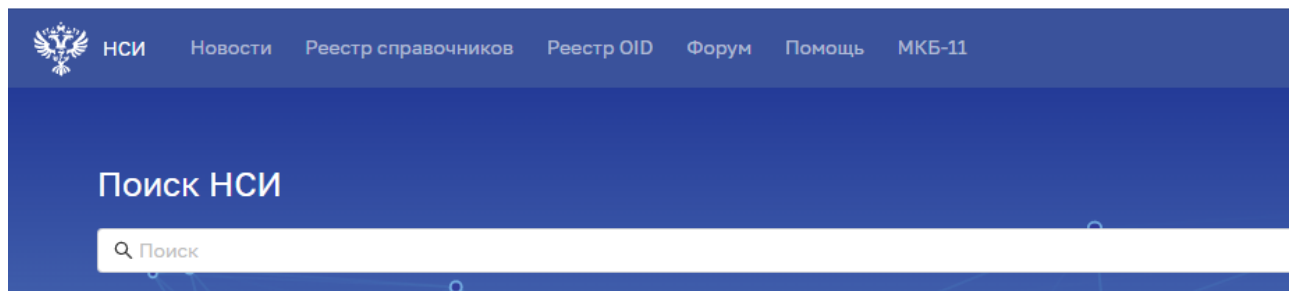 НСИ Новости Реестр справочников Реестр OID Форум Помощь МКБ-11
Поиск НСИ
Поиск